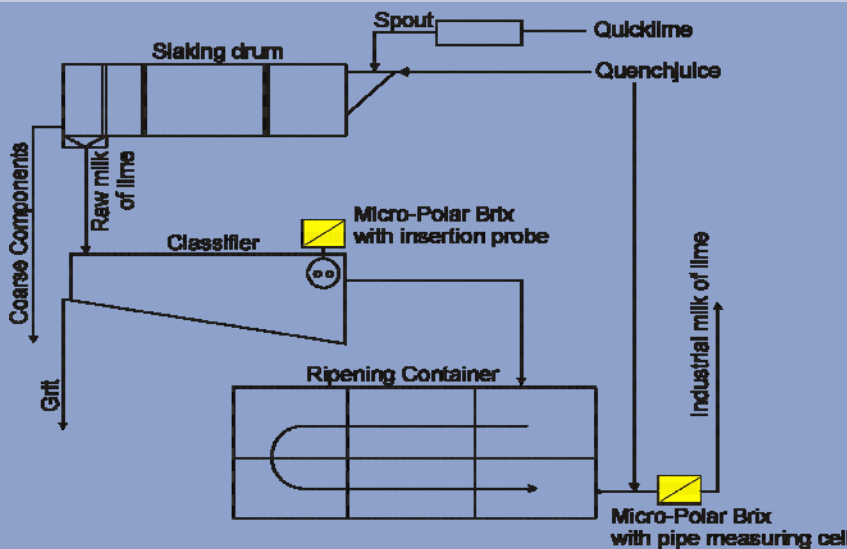 Spout
Quicklime
Slaking drum
Quenchjuice
Coarse Components
Raw milk
of lime
Micro-Polar Brix
with insertion probe
Classifier
Grit
Industrial milk of lime
Ripening Container
Micro-Polar Brix
with pipe measuring cell